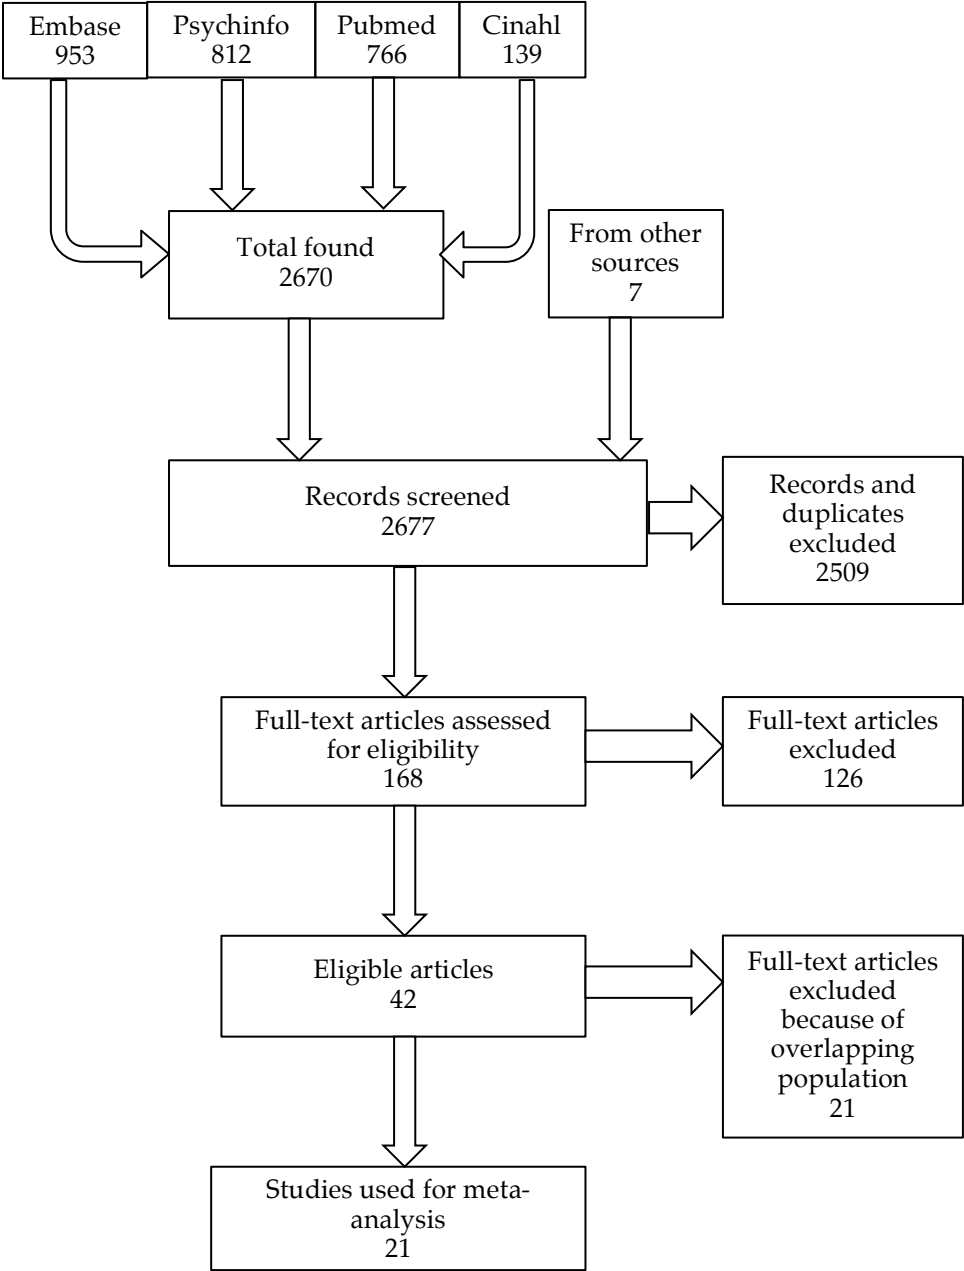 Embase
953
Psychinfo
812
Pubmed
766
Cinahl
139
Total found
2670
From other
sources
7
Records screened
2677
Records and
duplicates
excluded
2509
Full-text articles assessed
for eligibility
168
Full-text articles
excluded
126
Eligible articles
42
Full-text articles
excluded
because of
overlapping
population
21
Studies used for meta-
analysis
21